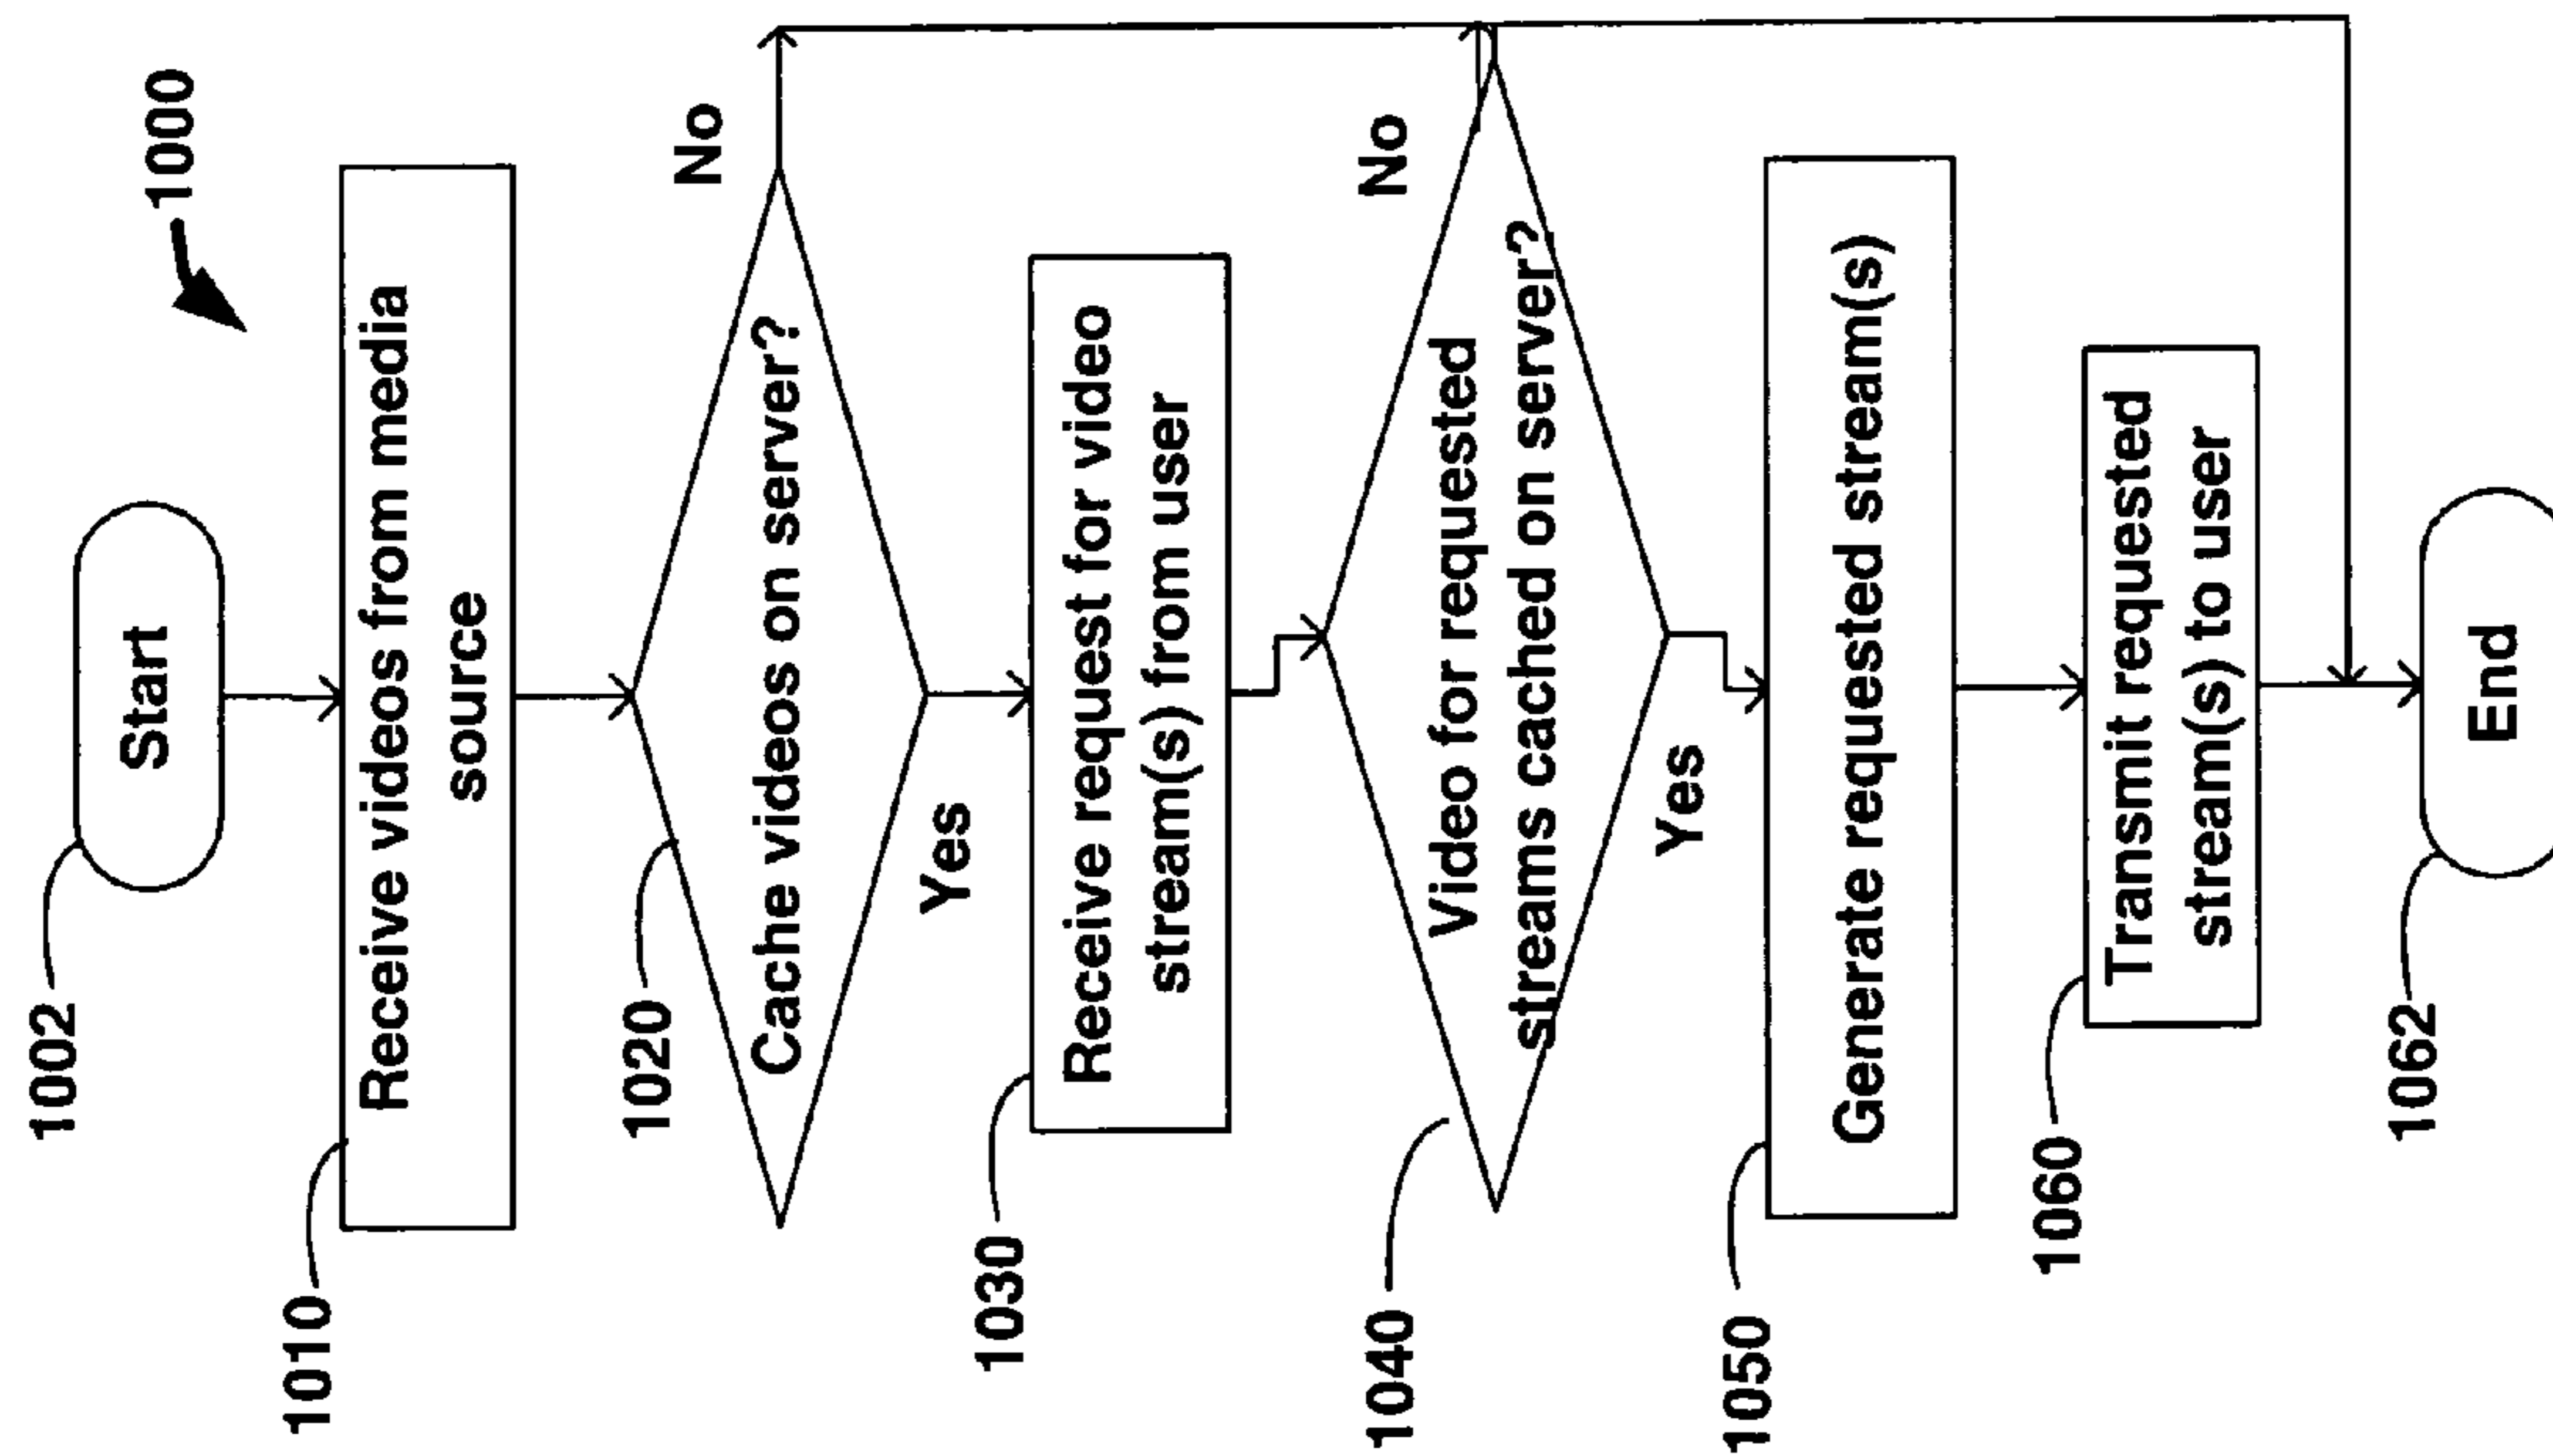 1000
1002
Start
1010
Receive videos from media
source
1020
Cache videos on server?
No
Yes
1030
Receive request for video
stream(s) from user
1040
Video for requested
streams cached on server?
No
Yes
1050
Generate requested stream(s)
1060
Transmit requested
stream(s) to user
1062
End